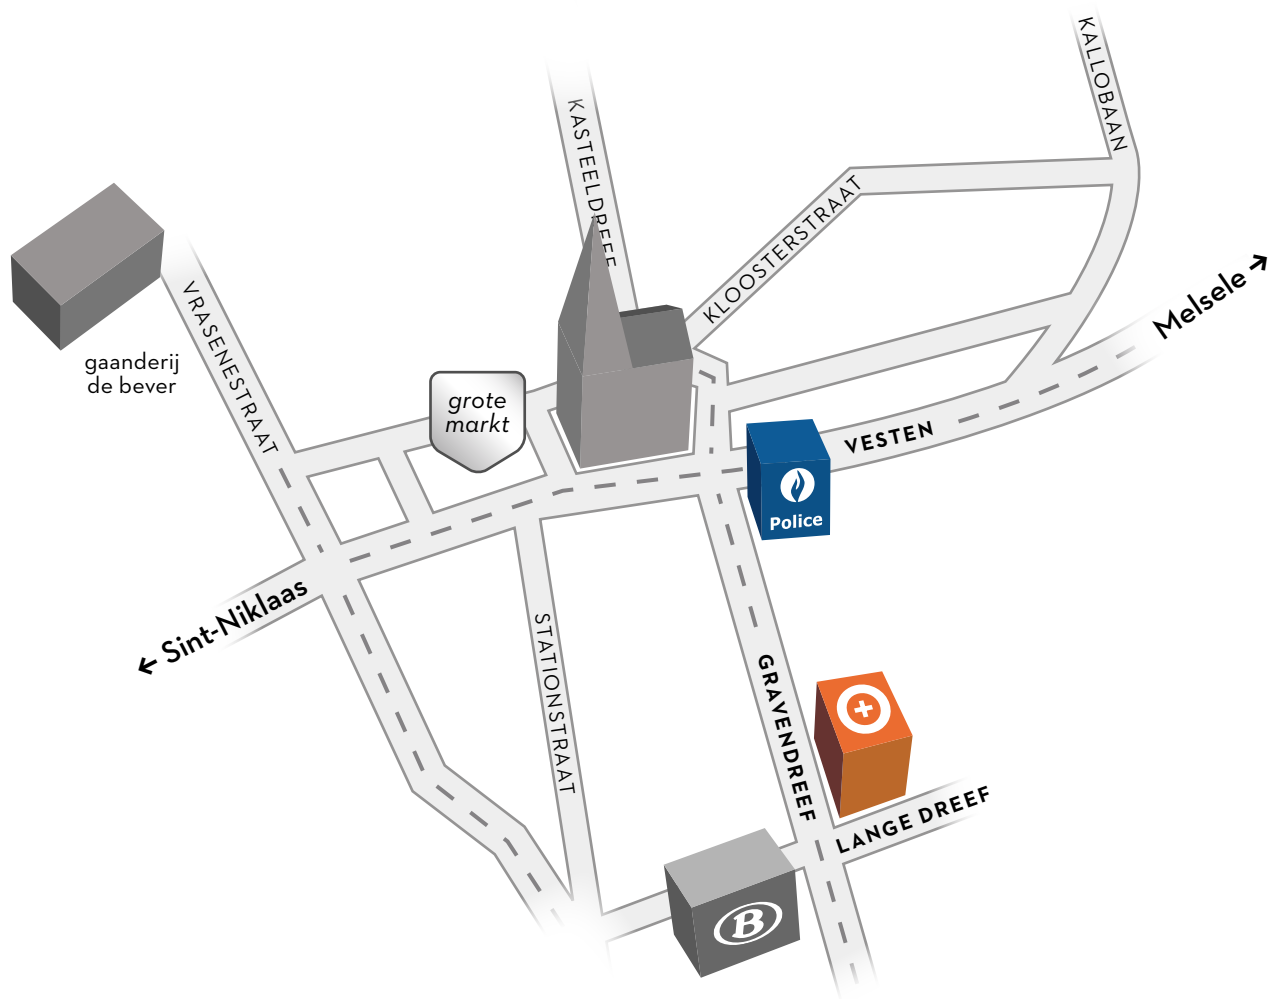 KALLOBAAN
KASTEELDREEF
KLOOSTERSTRAAT
Melsele →
VRASENESTRAAT
gaanderij
de bever
grote
markt
VESTEN
Police
← Sint-Niklaas
STATIONSTRAAT
GRAVENDREEF
LANGE DREEF
B